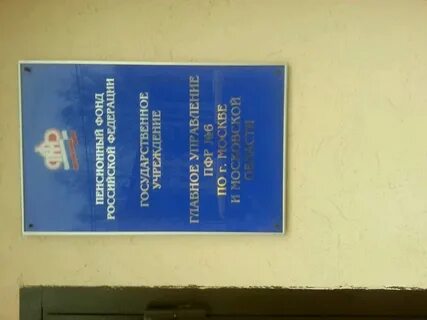 ПЕНСИОННЫЙ ФОНД
РОССИЙСКОЙ ФЕДЕРАЦИИ
ГОСУДАРСТВЕННОЕ
УЧРЕЖДЕНИЕ
ГЛАВНОЕ УПРАВЛЕНИЕ
ПФР №6
ПО г. МОСКВЕ
И МОСКОВСКОЙ
ОБЛАСТИ